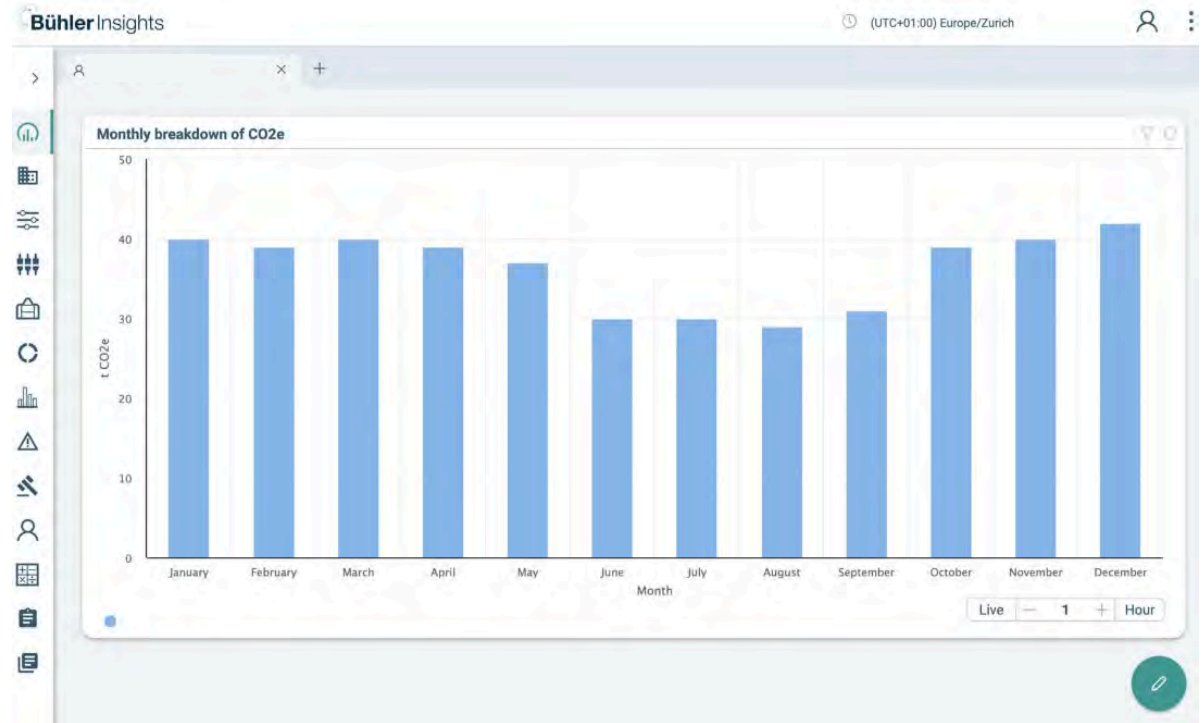 Bühler Insights
(UTC+01:00) Europe/Zurich
Monthly breakdown of CO2e
50
40
30
20
10
0
t CO2e
January February March April May June July August September October November December
Month
Live — 1 + Hour